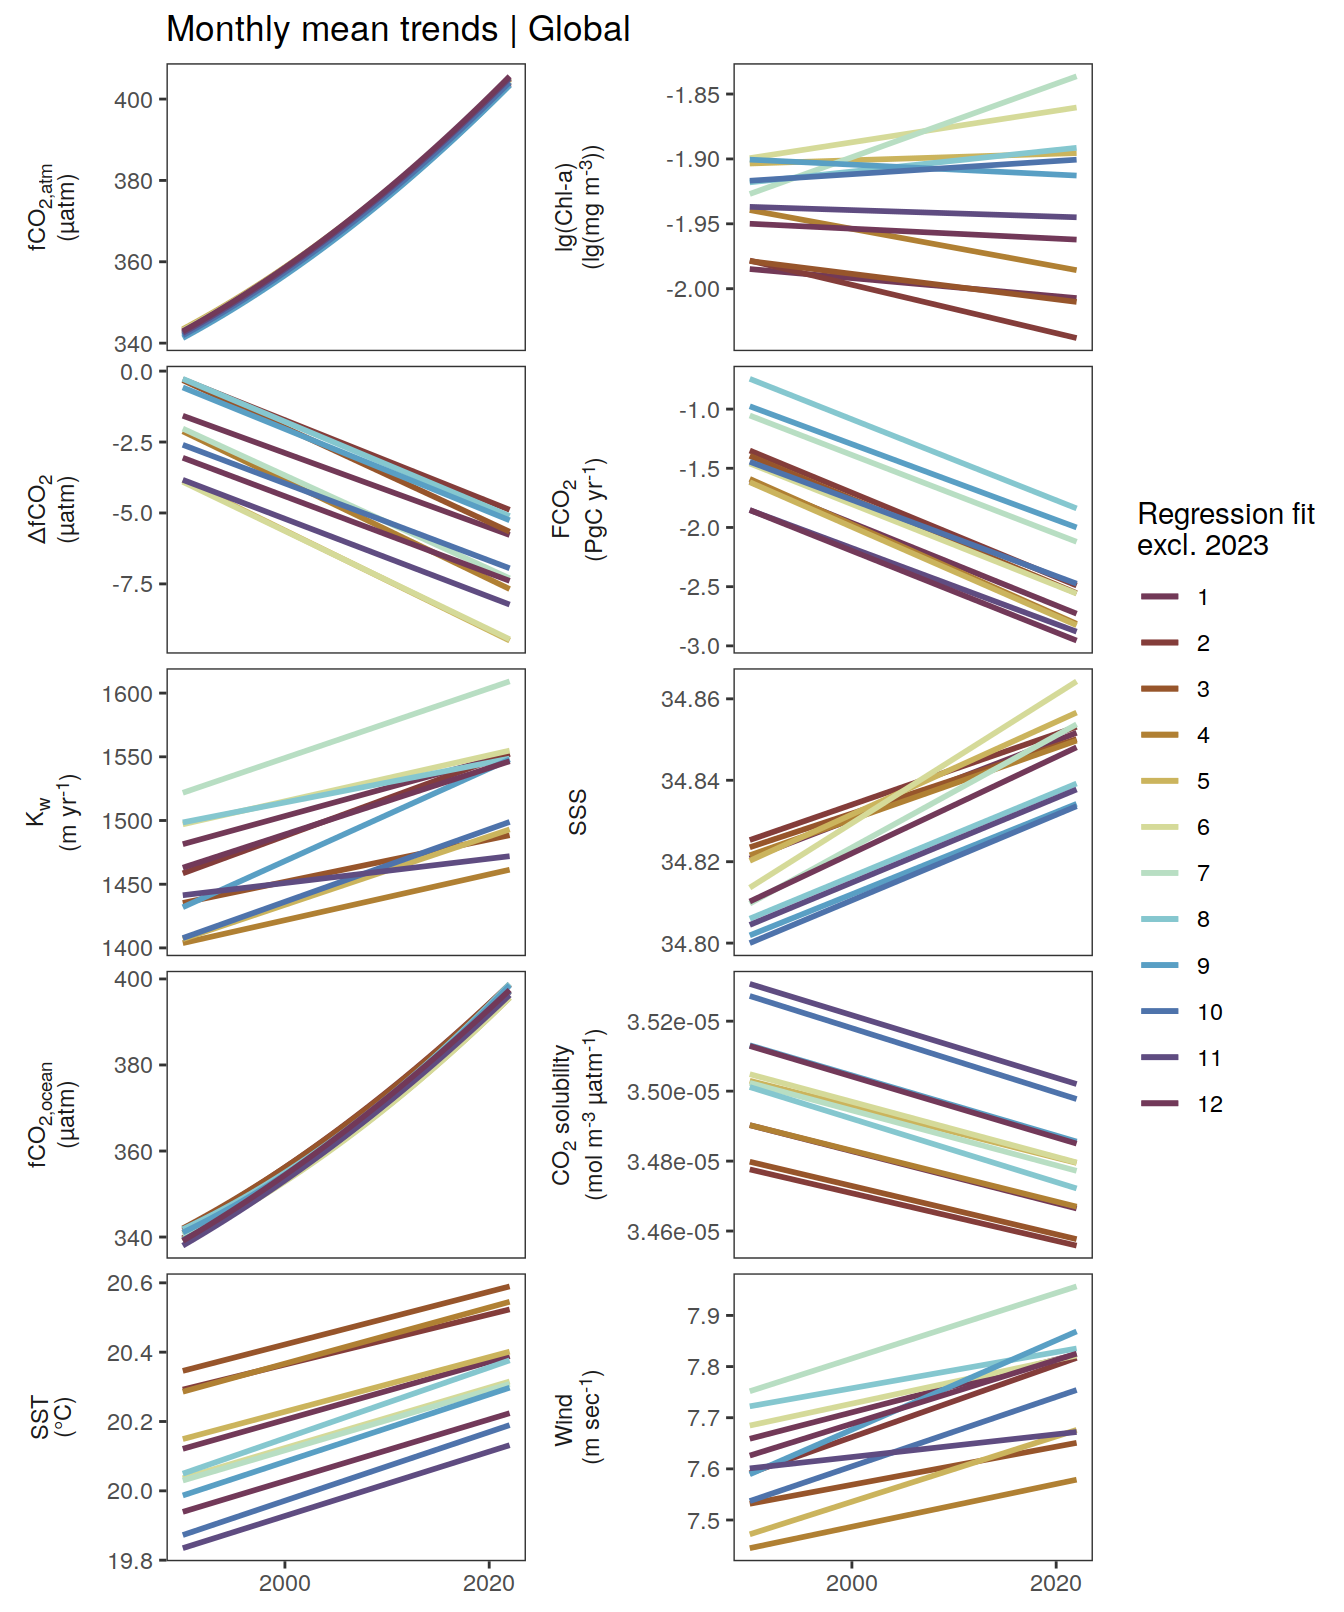 Monthly mean trends | Global
fCO2,atm
(µatm)
400
380
360
340
lg(Chl-a)
(lg(mg m-3))
-1.85
-1.90
-1.95
-2.00
ΔfCO2
(µatm)
0.0
-2.5
-5.0
-7.5
FCO2
(PgC yr-1)
-1.0
-1.5
-2.0
-2.5
-3.0
Kw
(m yr-1)
1600
1550
1500
1450
1400
SSS
34.86
34.84
34.82
34.80
fCO2,ocean
(µatm)
400
380
360
340
CO2 solubility
(mol m-3 µatm-1)
3.52e-05
3.50e-05
3.48e-05
3.46e-05
SST
(°C)
20.6
20.4
20.2
20.0
19.8
2000
2020
Wind
(m sec-1)
7.9
7.8
7.7
7.6
7.5
2000
2020
Regression fit
excl. 2023
1
2
3
4
5
6
7
8
9
10
11
12